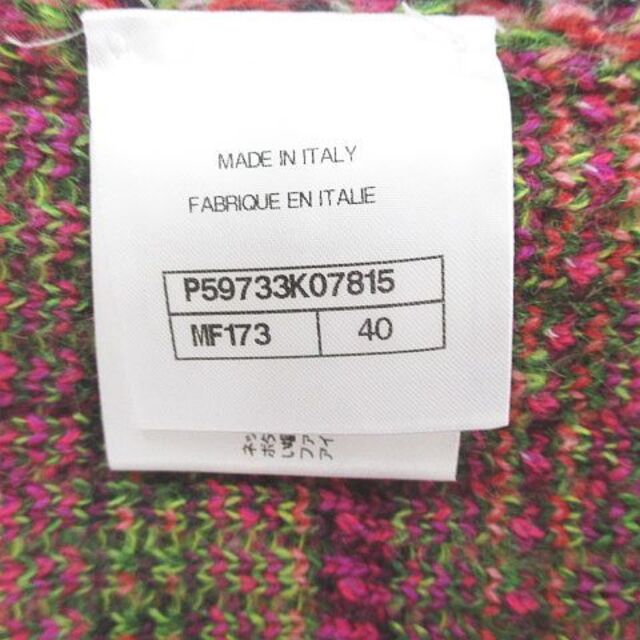 MADE IN ITALY
FABRIQUE EN ITALIE
P59733K07815
MF173 40